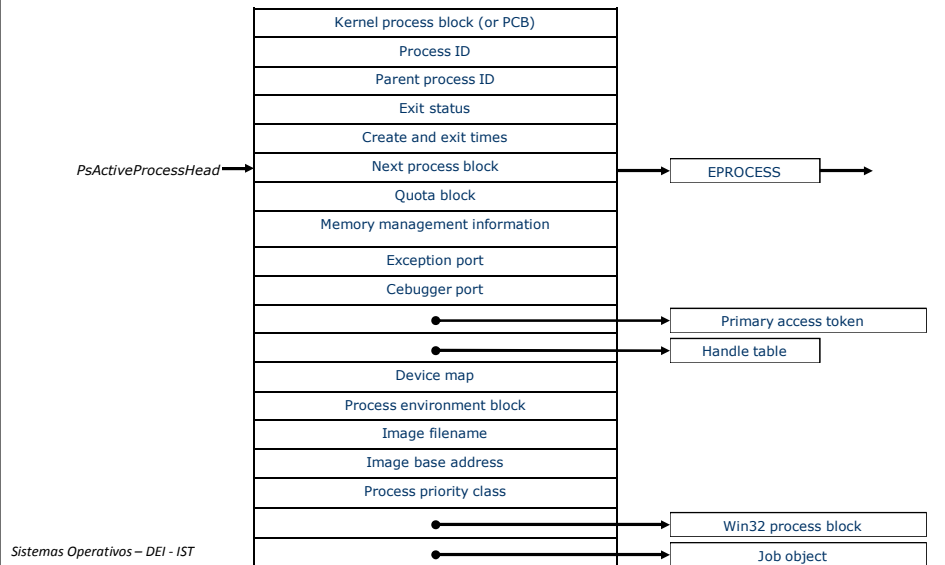 Kernel process block (or PCB)
Process ID
Parent process ID
Exit status
Create and exit times
PsActiveProcessHead
Next process block
EPROCESS
Quota block
Memory management information
Exception port
Cebugger port
Primary access token
Handle table
Device map
Process environment block
Image filename
Image base address
Process priority class
Win32 process block
Sistemas Operativos – DEI - IST
Job object